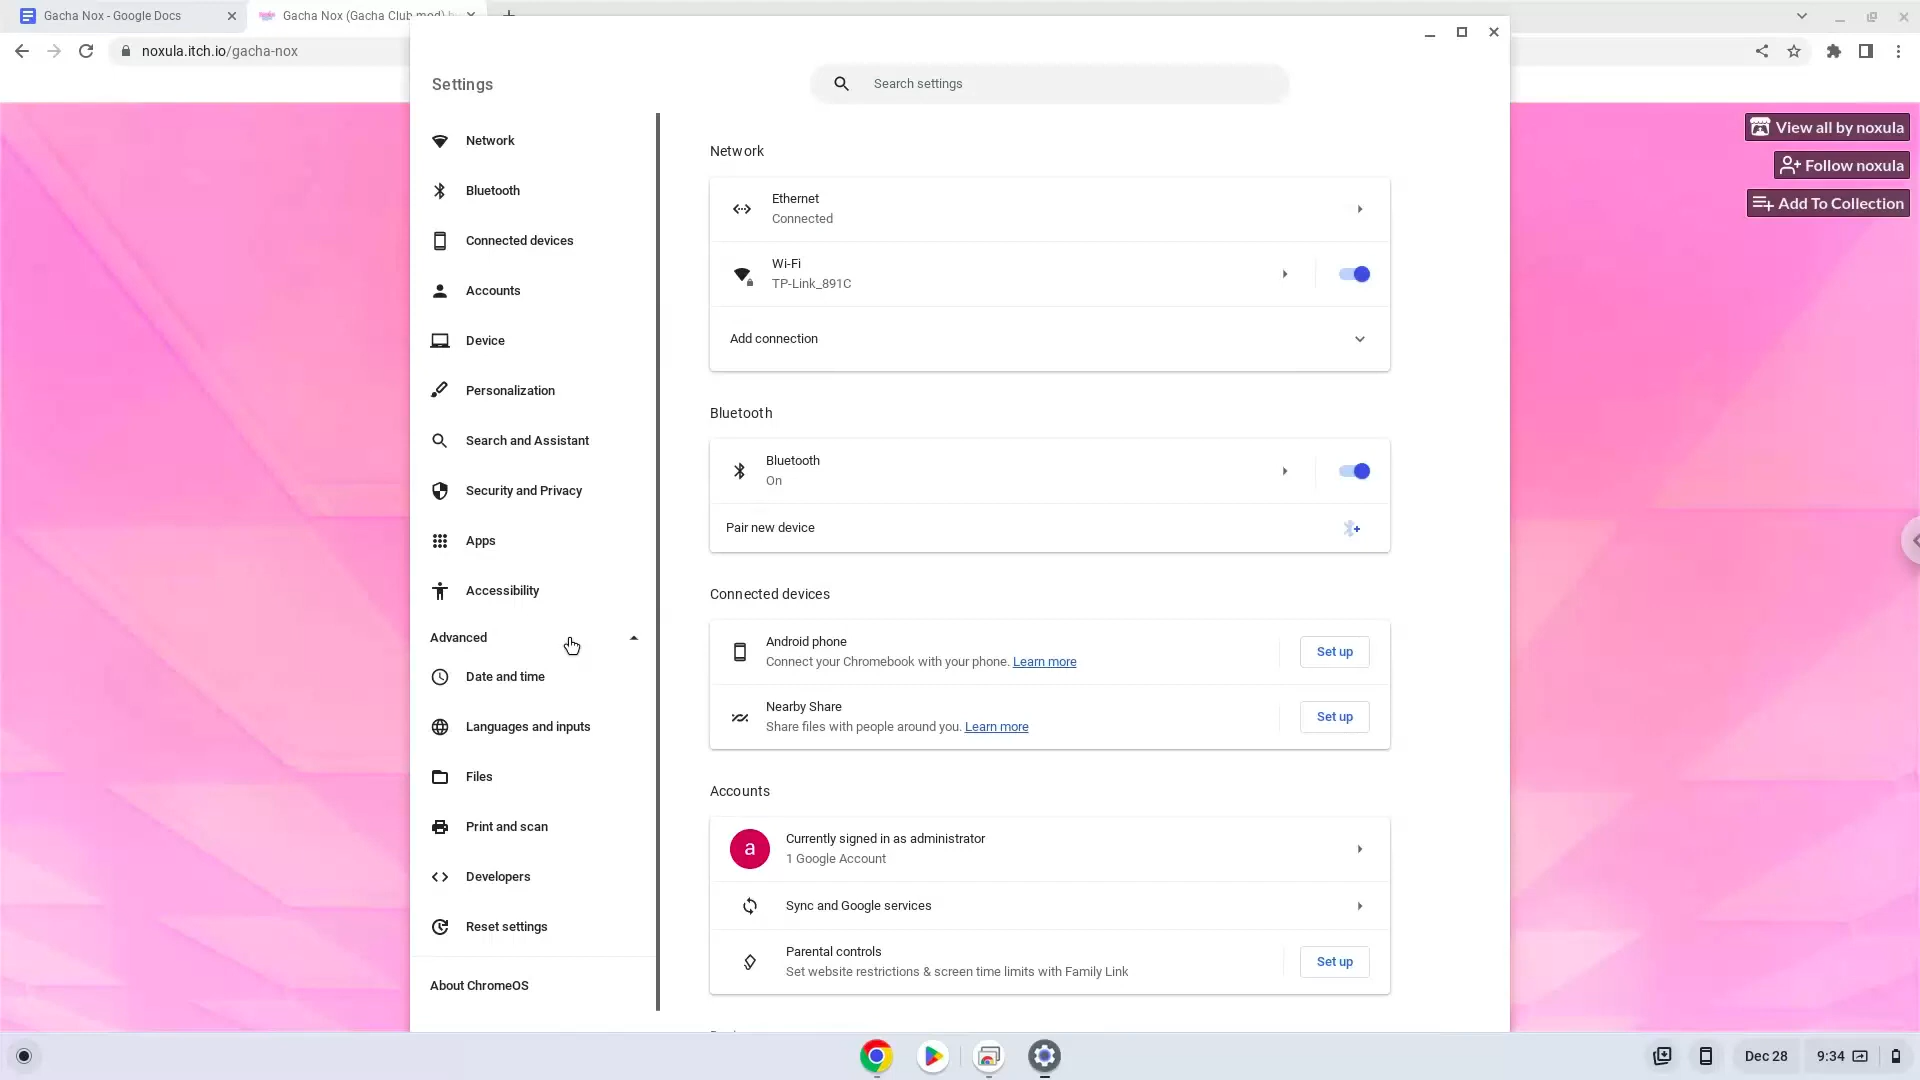 Gacha Nox - Google Docs
Gacha Nox (Gacha Club mod) b
noxula.itch.io/gacha-nox
Settings
Search settings
View all by noxula
Follow noxula
Add To Collection
Network
Bluetooth
Connected devices
Accounts
Device
Personalization
Search and Assistant
Security and Privacy
Apps
Accessibility
Advanced
Date and time
Languages and inputs
Files
Print and scan
Developers
Reset settings
About ChromeOS
Network
Ethernet
Connected
Wi-Fi
TP-Link_891C
Add connection
Bluetooth
Bluetooth
On
Pair new device
Connected devices
Android phone
Connect your Chromebook with your phone. Learn more
Set up
Nearby Share
Share files with people around you. Learn more
Set up
Accounts
a
Currently signed in as administrator
1 Google Account
Sync and Google services
Parental controls
Set website restrictions & screen time limits with Family Link
Set up
Dec 28
9:34